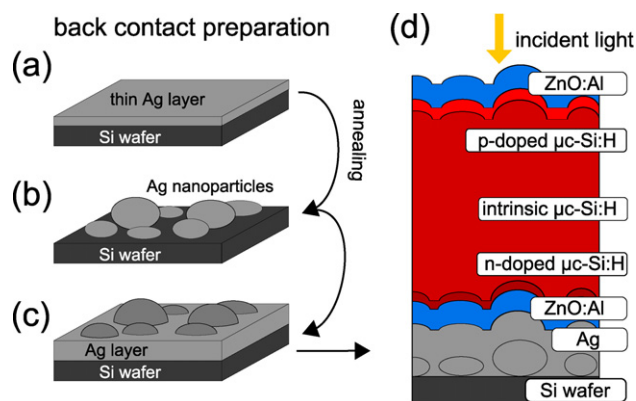 back contact preparation
(a)
thin Ag layer
Si wafer
annealing
(b)
Ag nanoparticles
Si wafer
(c)
Ag layer
Si wafer
(d)
incident light
ZnO:Al
p-doped µc-Si:H
intrinsic µc-Si:H
n-doped µc-Si:H
ZnO:Al
Ag
Si wafer